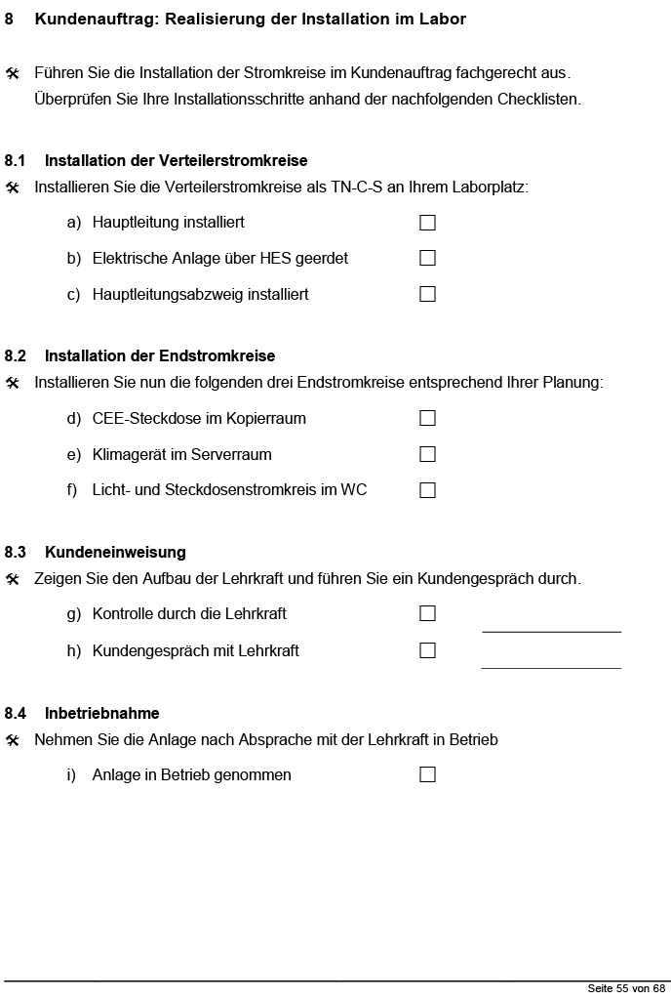 8 Kundenauftrag: Realisierung der Installation im Labor
Führen Sie die Installation der Stromkreise im Kundenauftrag fachgerecht aus.
Überprüfen Sie Ihre Installationsschritte anhand der nachfolgenden Checklisten.
8.1 Installation der Verteilerstromkreise
Installieren Sie die Verteilerstromkreise als TN-C-S an Ihrem Laborplatz:
a) Hauptleitung installiert
b) Elektrische Anlage über HES geerdet
c) Hauptleitungsabzweig installiert
8.2 Installation der Endstromkreise
Installieren Sie nun die folgenden drei Endstromkreise entsprechend Ihrer Planung:
d) CEE-Steckdose im Kopierraum
e) Klimagerät im Serverraum
f) Licht- und Steckdosenstromkreis im WC
8.3 Kundeneinweisung
Zeigen Sie den Aufbau der Lehrkraft und führen Sie ein Kundengespräch durch.
g) Kontrolle durch die Lehrkraft
h) Kundengespräch mit Lehrkraft
8.4 Inbetriebnahme
Nehmen Sie die Anlage nach Absprache mit der Lehrkraft in Betrieb
i) Anlage in Betrieb genommen
Seite 55 von 68